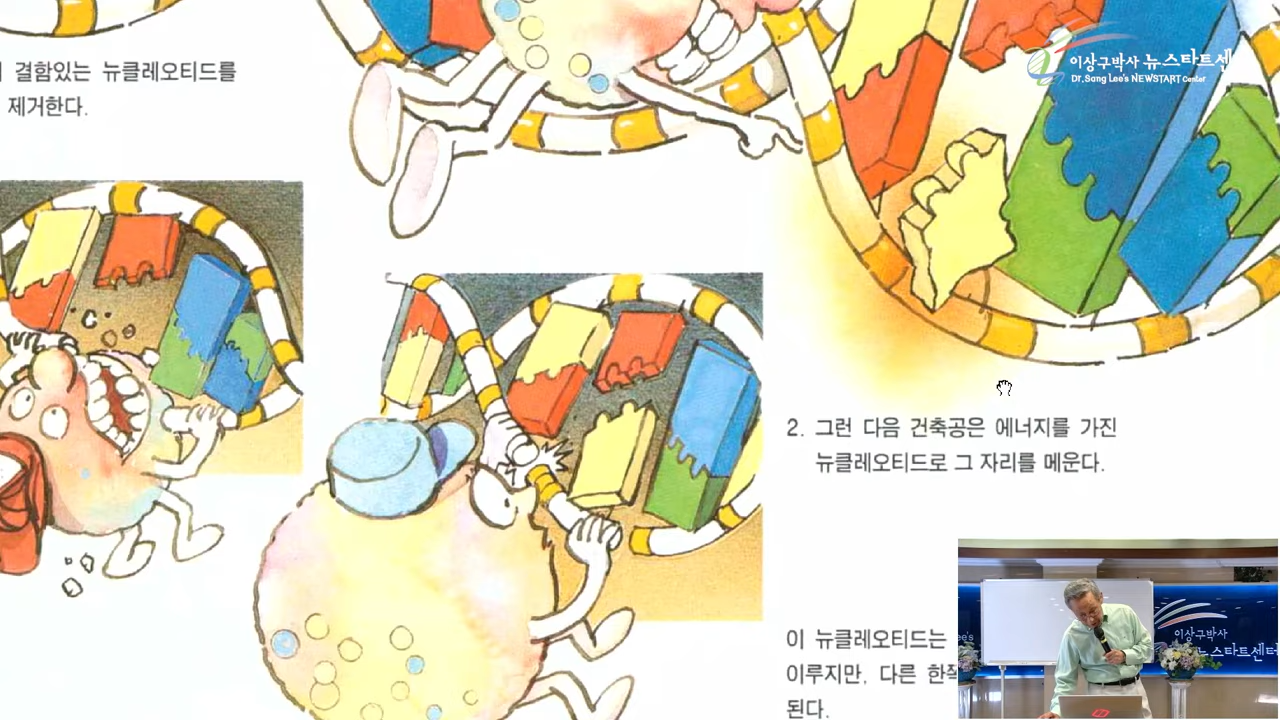 결함있는 뉴클레오티드를
제거한다.
이상구박사 뉴스타트센
Dr. Sang Lee's NEWSTART Center
2. 그런 다음 건축공은 에너지를 가진
뉴클레오티드로 그 자리를 메운다.
이 뉴클레오티드는
이루지만, 다른 한쪽
된다.
ee's
이상구박사
뉴스타트센터